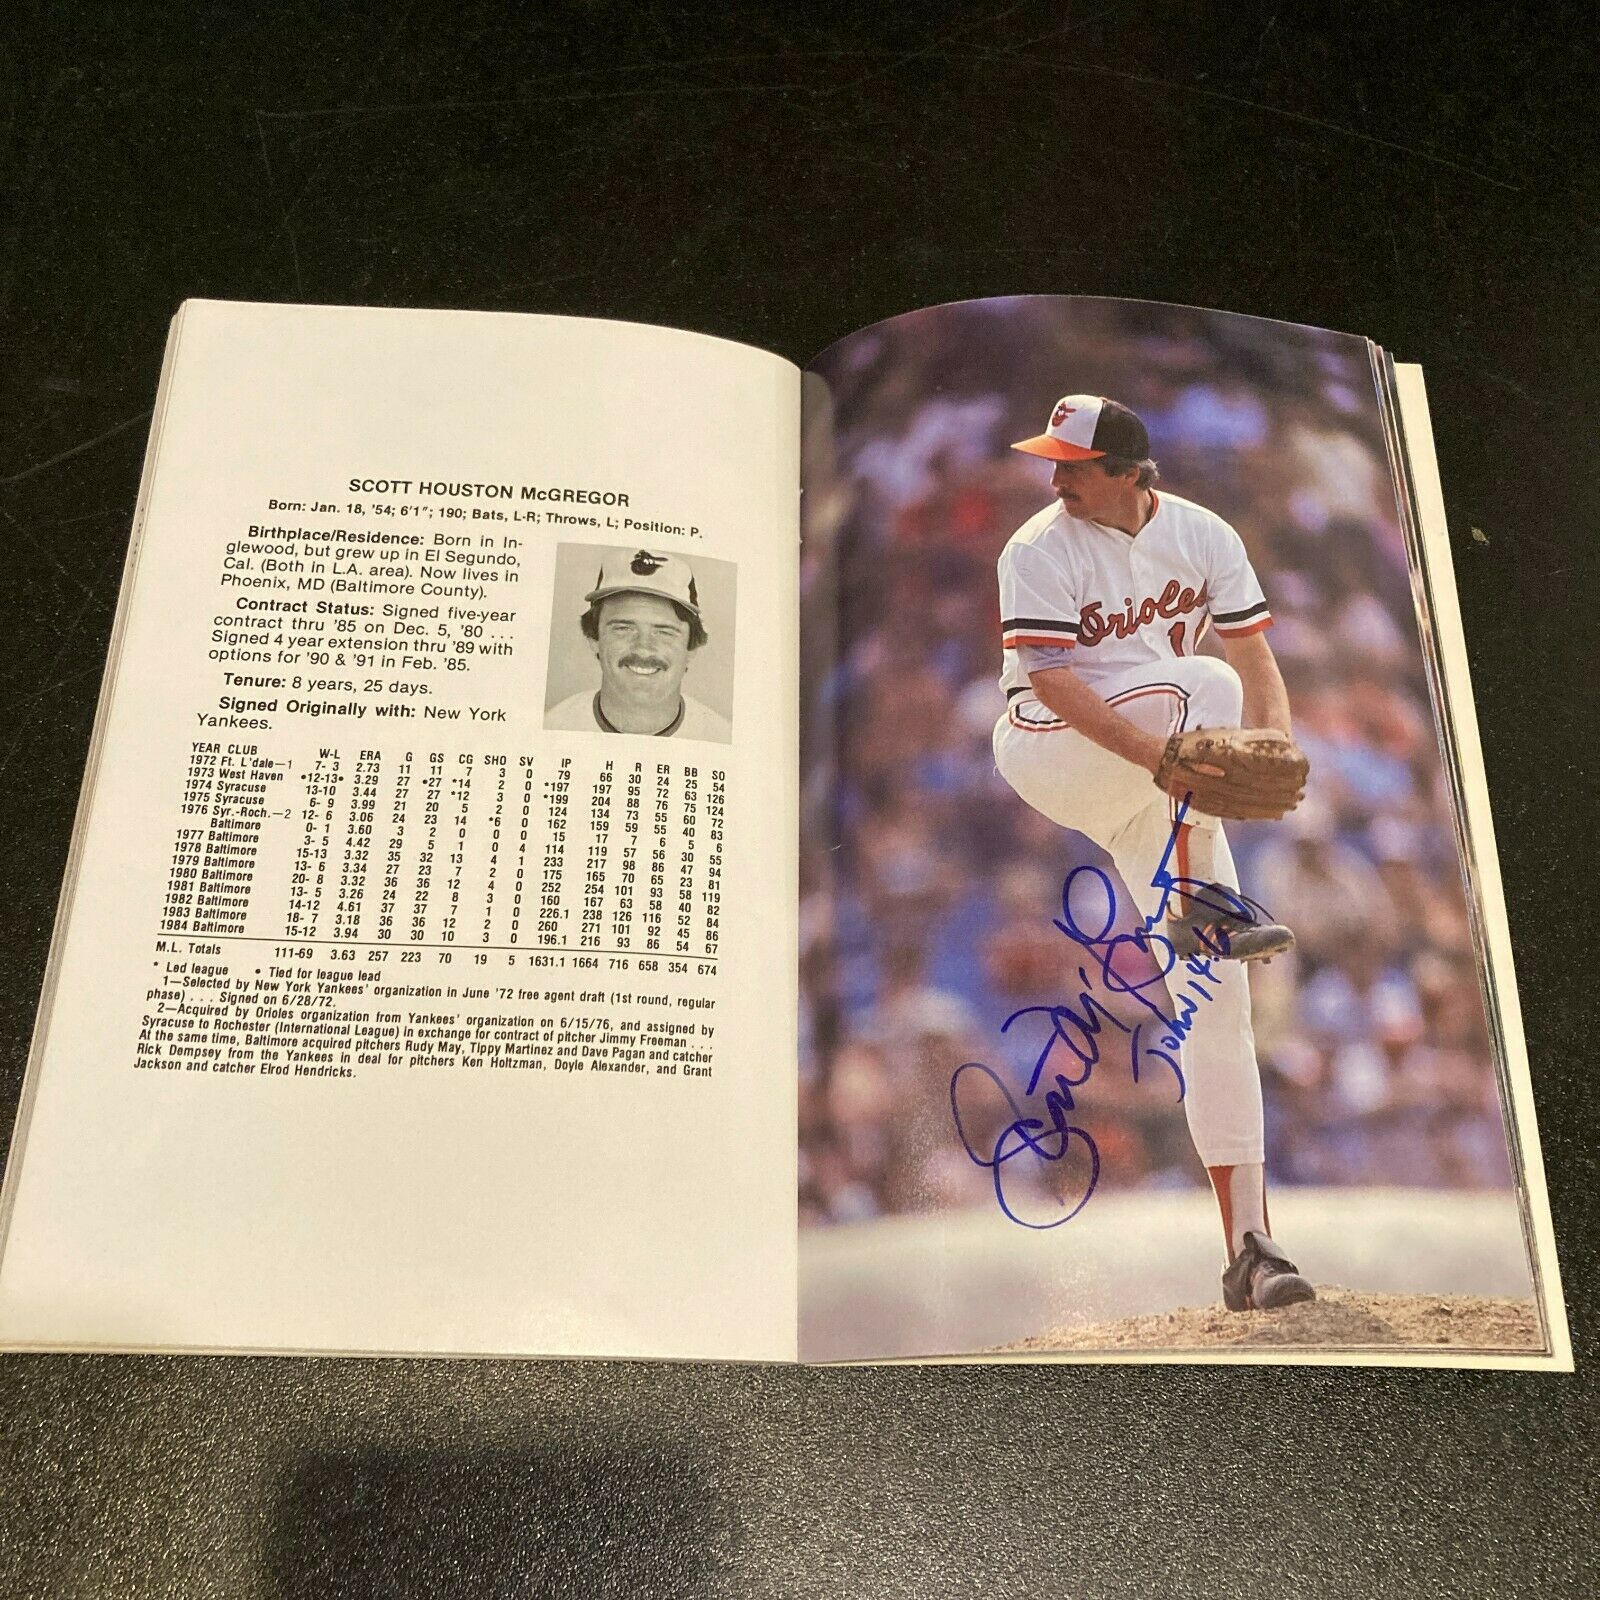 SCOTT HOUSTON McGREGOR
Born: Jan. 18, '54; 6'1"; 190; Bats, L-R; Throws, L; Position: P.
Birthplace/Residence: Born in In-
glewood, but grew up in El Segundo,
Cal. (Both in L.A. area). Now lives in
Phoenix, MD (Baltimore County).
Contract Status: Signed five-year
contract thru '85 on Dec. 5, '80 ...
Signed 4 year extension thru '89 with
options for '90 & '91 in Feb. '85.
Tenure: 8 years, 25 days.
Signed Originally with: New York
Yankees.
YEAR CLUB W-L ERA G GS CG SHO SV IP H R ER BB SO
1972 Ft. L'dale—1 7- 3 2.73 11 11 7 3 0 79 66 30 24 25 54
1973 West Haven •12-13• 3.29 27 •27 *14 2 0 *197 197 95 72 63 126
1974 Syracuse 13-10 3.44 27 27 *12 3 0 *199 204 88 76 75 124
1975 Syracuse 6- 9 3.99 21 20 5 2 0 124 134 73 55 60 72
1976 Syr.-Roch.—2 12- 6 3.06 24 23 14 *6 0 162 159 59 55 40 83
Baltimore 0- 1 3.60 3 2 0 0 0 15 17 7 6 5 6
1977 Baltimore 3- 5 4.42 29 5 1 0 4 114 119 57 56 30 55
1978 Baltimore 15-13 3.32 35 32 13 4 1 233 217 98 86 47 94
1979 Baltimore 13- 6 3.34 27 23 7 2 0 175 165 70 65 23 81
1980 Baltimore 20- 8 3.32 36 36 12 4 0 252 254 101 93 58 119
1981 Baltimore 13- 5 3.26 24 22 8 3 0 160 167 63 58 40 82
1982 Baltimore 14-12 4.61 37 37 7 1 0 226.1 238 126 116 52 84
1983 Baltimore 18- 7 3.18 36 36 12 2 0 260 271 101 92 45 86
1984 Baltimore 15-12 3.94 30 30 10 3 0 196.1 216 93 86 54 67
M.L. Totals 111-69 3.63 257 223 70 19 5 1631.1 1664 716 658 354 674
* Led league • Tied for league lead
1—Selected by New York Yankees' organization in June '72 free agent draft (1st round, regular
phase) . . . Signed on 6/28/72.
2—Acquired by Orioles organization from Yankees' organization on 6/15/76, and assigned by
Syracuse to Rochester (International League) in exchange for contract of pitcher Jimmy Freeman . . .
At the same time, Baltimore acquired pitchers Rudy May, Tippy Martinez and Dave Pagan and catcher
Rick Dempsey from the Yankees in deal for pitchers Ken Holtzman, Doyle Alexander, and Grant
Jackson and catcher Elrod Hendricks.
Orioles
John 14:6